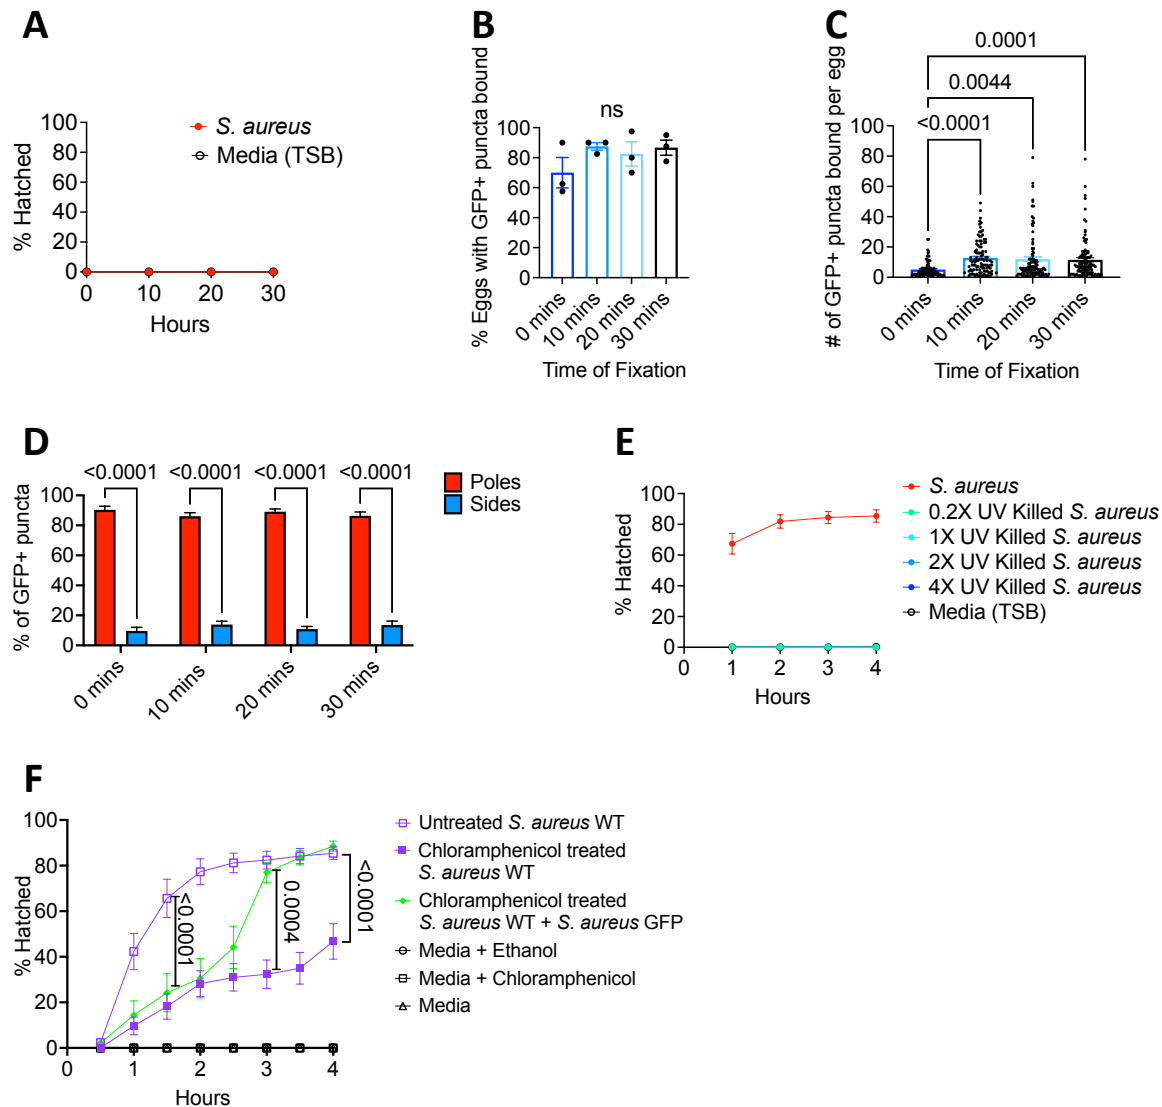 A
% Hatched
100
80
60
40
20
0
0 10 20 30
Hours
S. aureus
Media (TSB)
B
% Eggs with GFP+ puncta bound
ns
100
80
60
40
20
0
0 mins
10 mins
20 mins
30 mins
Time of Fixation
C
# of GFP+ puncta bound per egg
0.0001
0.0044
<0.0001
100
80
60
40
20
0
0 mins
10 mins
20 mins
30 mins
Time of Fixation
D
% of GFP+ puncta
<0.0001 <0.0001 <0.0001 <0.0001
100
80
60
40
20
0
0 mins
10 mins
20 mins
30 mins
Poles
Sides
E
% Hatched
100
80
60
40
20
0
0 1 2 3 4
Hours
S. aureus
0.2X UV Killed S. aureus
1X UV Killed S. aureus
2X UV Killed S. aureus
4X UV Killed S. aureus
Media (TSB)
F
% Hatched
100
80
60
40
20
0
0 1 2 3 4
Hours
<0.0001
0.0004
<0.0001
Untreated S. aureus WT
Chloramphenicol treated
S. aureus WT
Chloramphenicol treated
S. aureus WT + S. aureus GFP
Media + Ethanol
Media + Chloramphenicol
Media